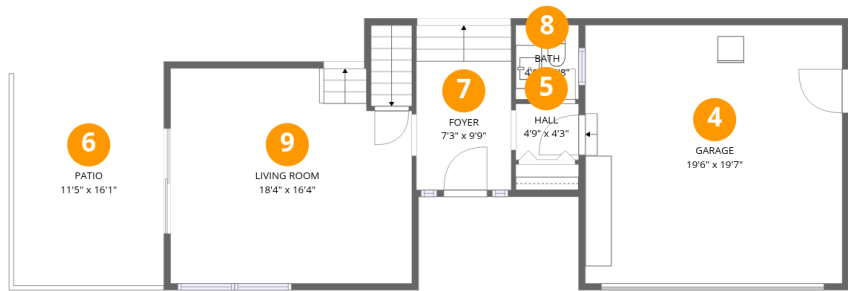 8
BATH
5
HALL
4'9" x 4'3"
7
FOYER
7'3" x 9'9"
4
GARAGE
19'6" x 19'7"
6
PATIO
11'5" x 16'1"
9
LIVING ROOM
18'4" x 16'4"